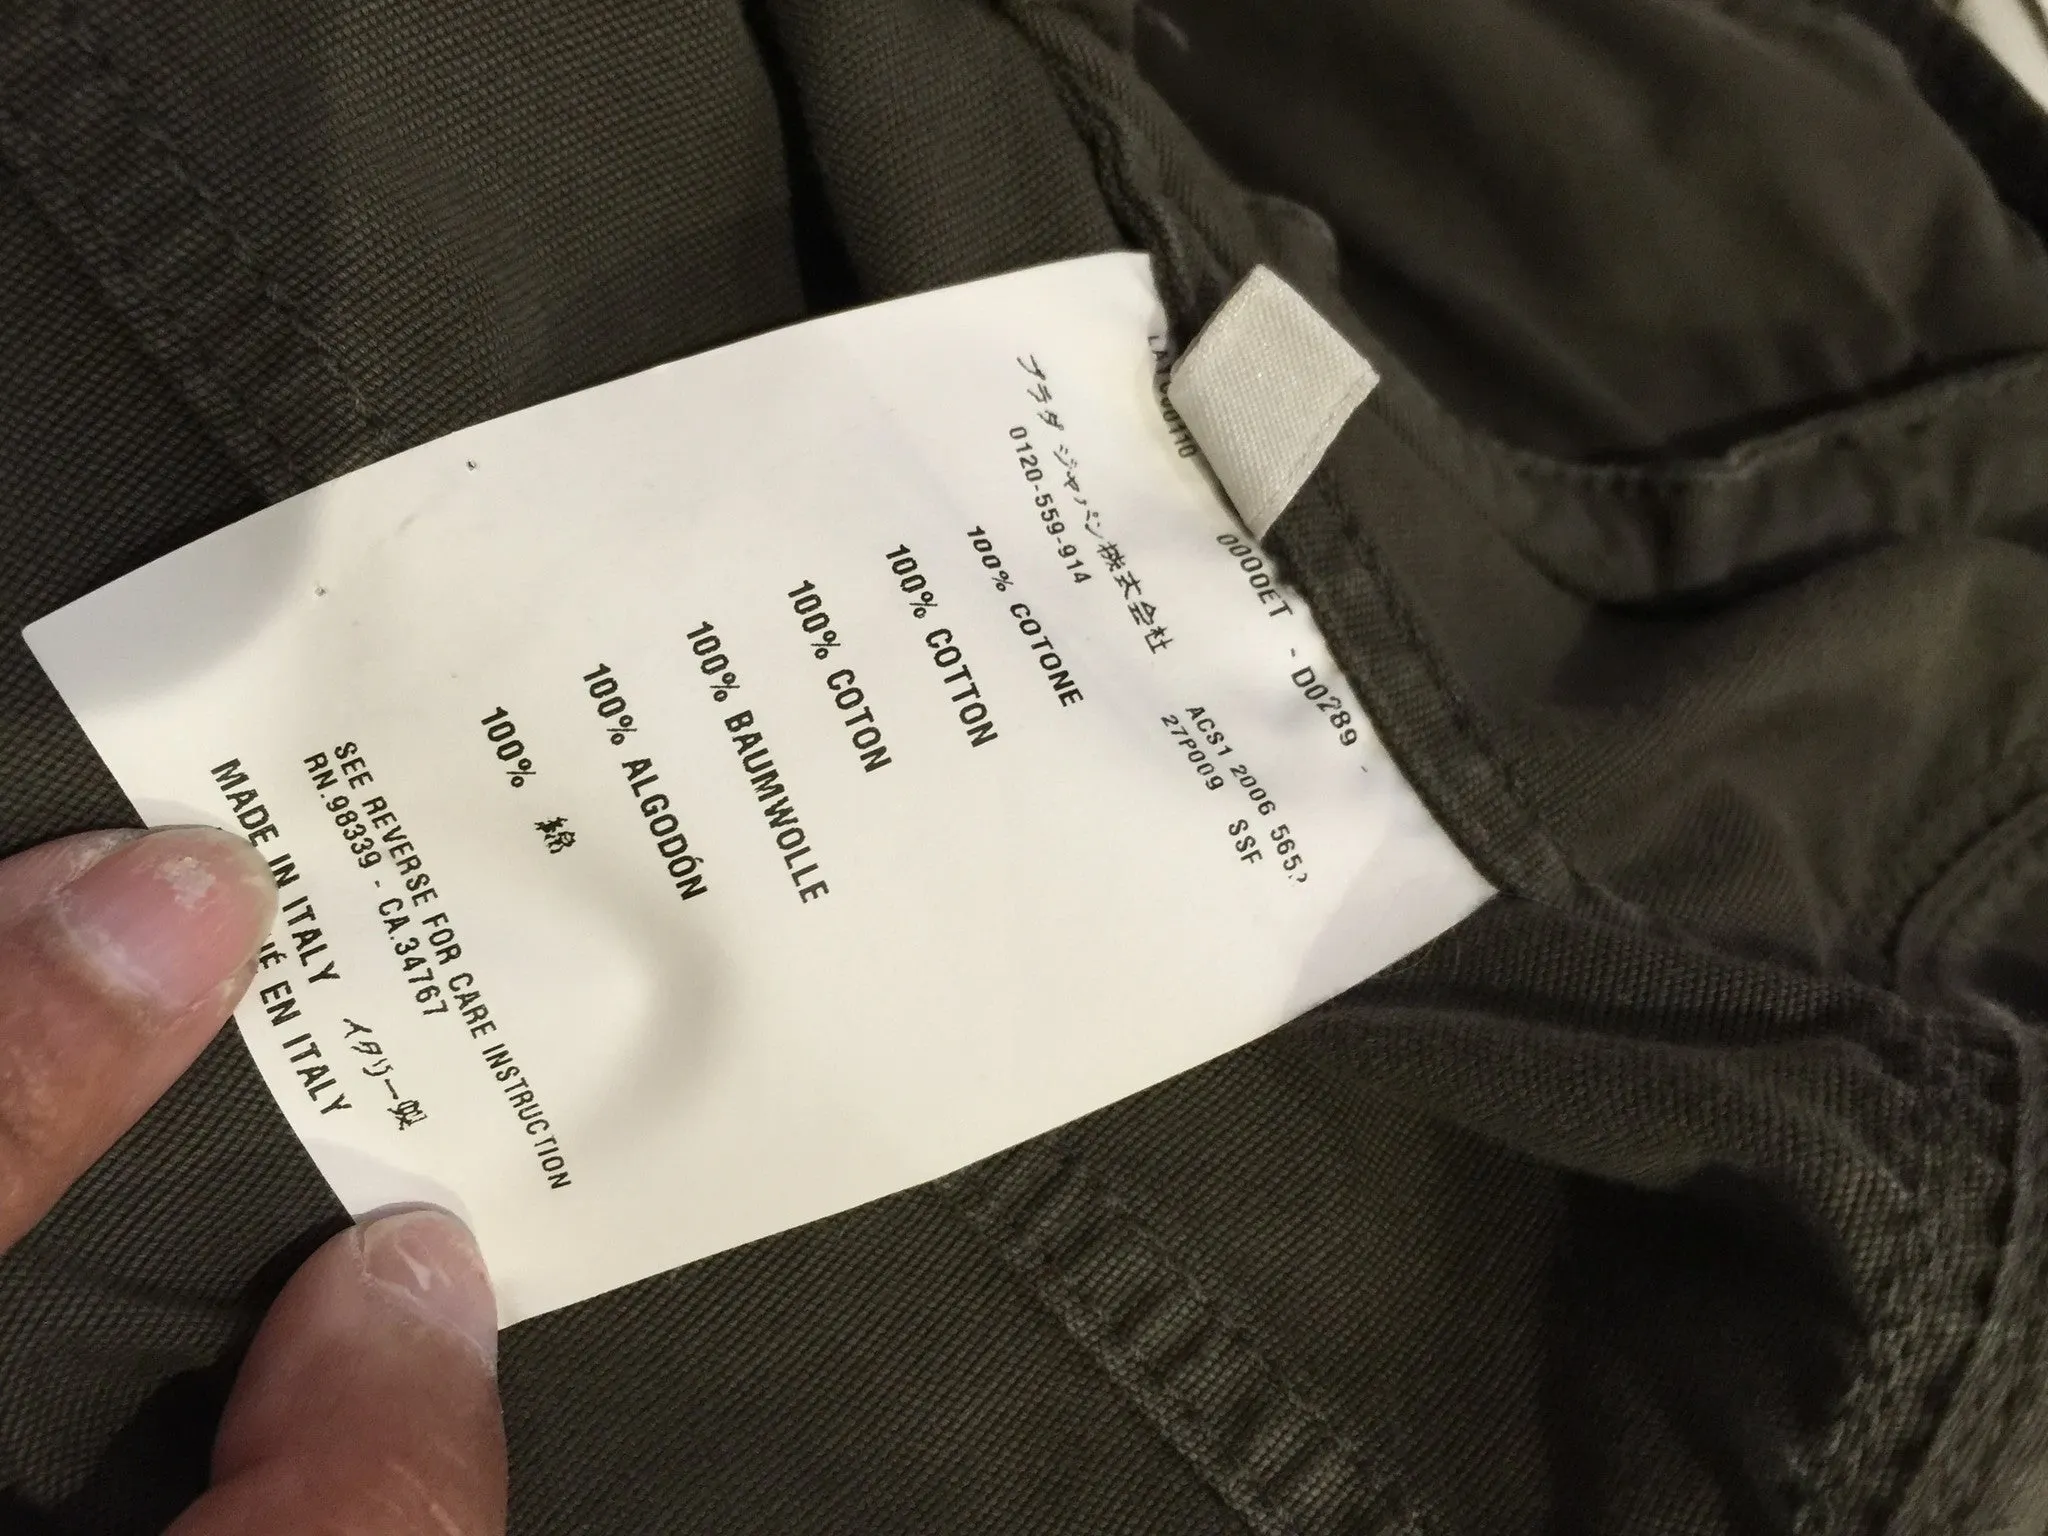 0000ET - D0289
ACS1 2006 565
27P009 SSF
プラダ ジャパン株式会社
0120-559-914
100% COTONE
100% COTTON
100% COTON
100% BAUMWOLLE
100% ALGODÓN
100% 綿
SEE REVERSE FOR CARE INSTRUCTION
RN.98339 - CA.34767
MADE IN ITALY イタリー製
EN ITALY